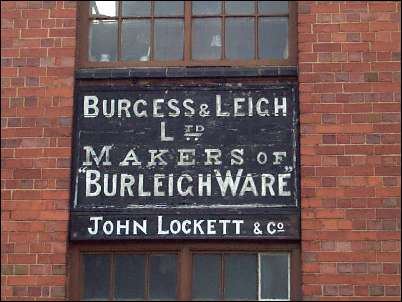 BURGESS & LEIGH
LTD
MAKERS OF
"BURLEIGH WARE"
JOHN LOCKETT & CO